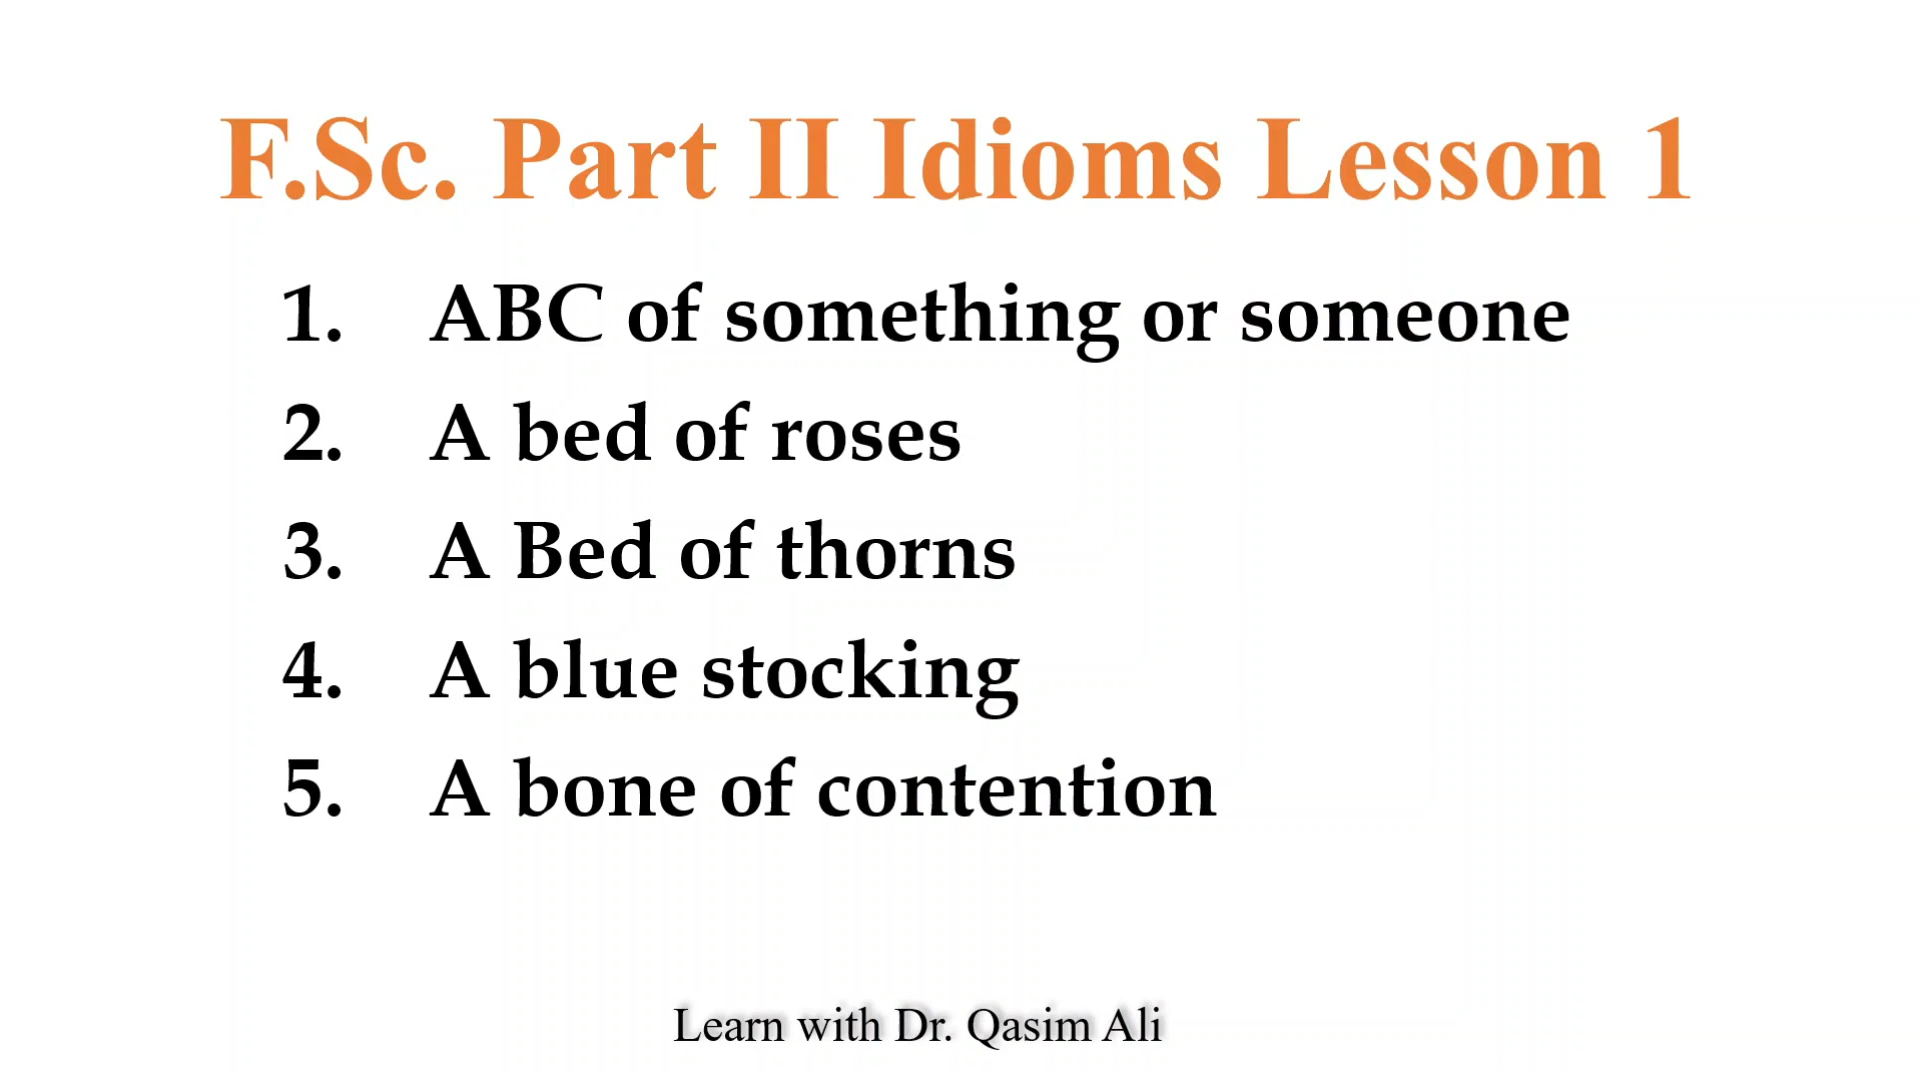 F.Sc. Part II Idioms Lesson 1
1. ABC of something or someone
2. A bed of roses
3. A Bed of thorns
4. A blue stocking
5. A bone of contention
Learn with Dr. Qasim Ali